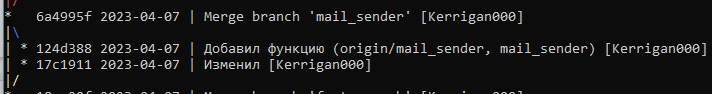 *   6a4995f 2023-04-07 | Merge branch 'mail_sender' [Kerrigan000]
|\
| * 124d388 2023-04-07 | Добавил функцию (origin/mail_sender, mail_sender) [Kerrigan000]
| * 17c1911 2023-04-07 | Изменил [Kerrigan000]
|/